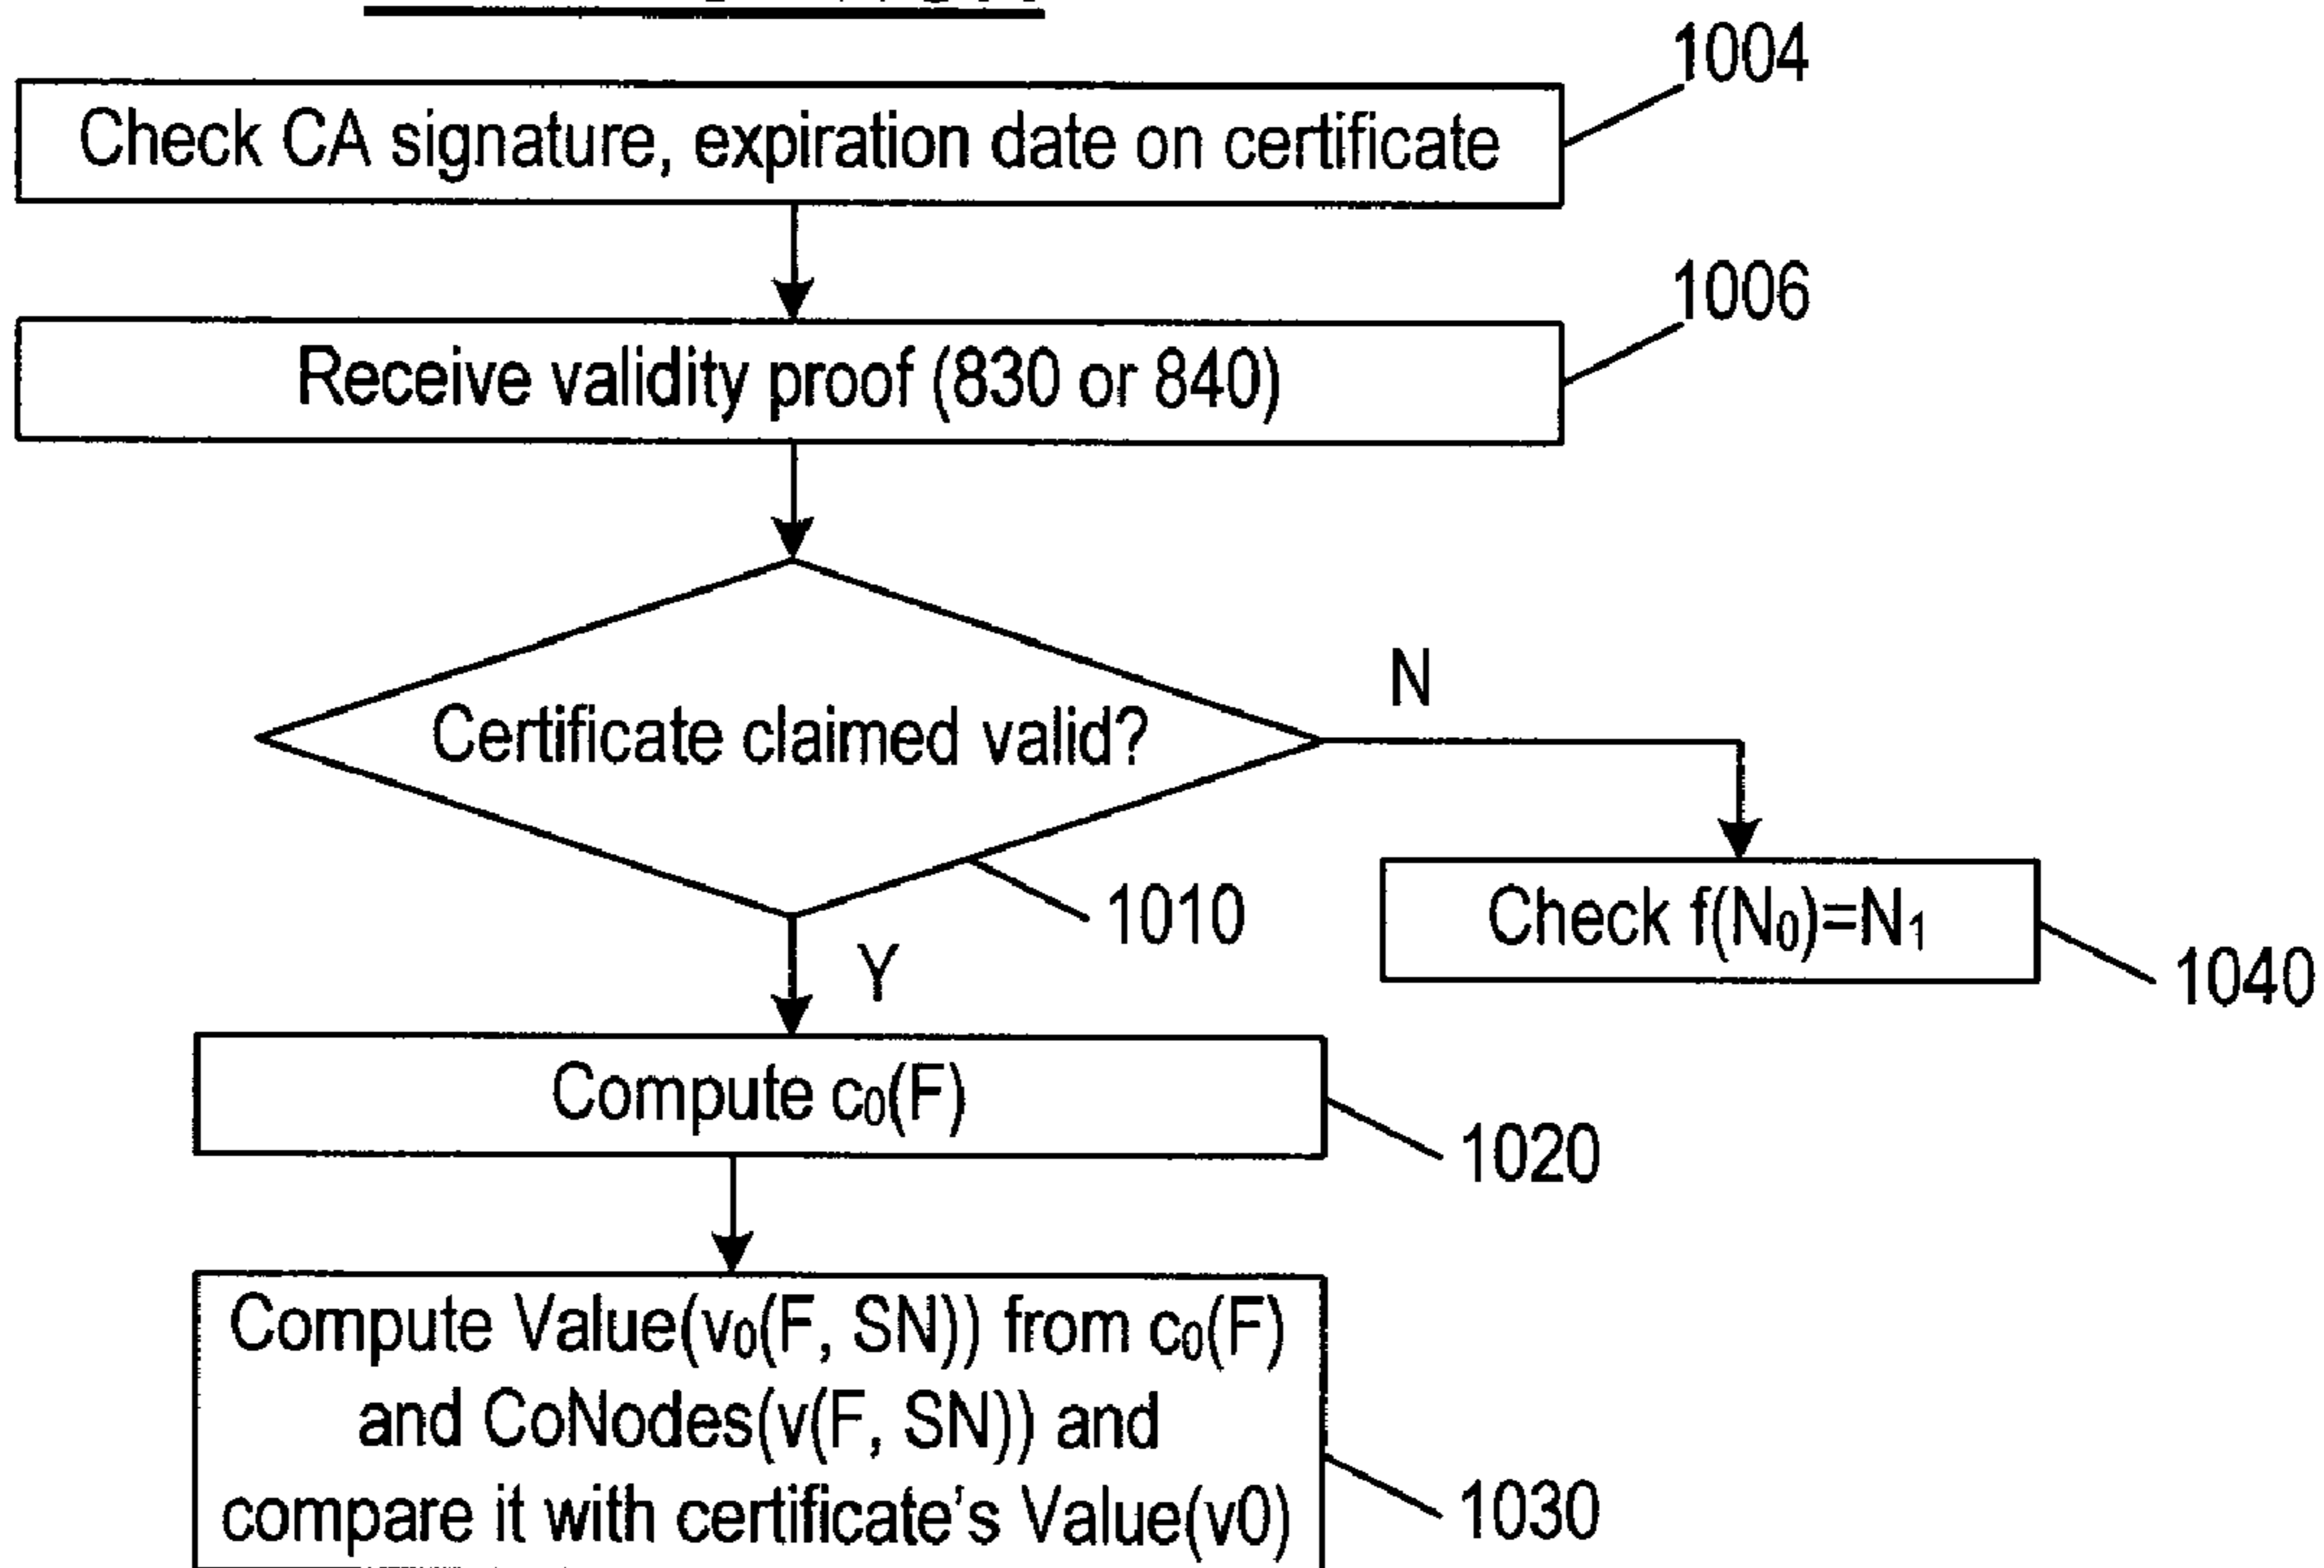 1004
Check CA signature, expiration date on certificate
1006
Receive validity proof (830 or 840)
Certificate claimed valid?
N
1010
Check f(N₀)=N₁
1040
Y
Compute c₀(F)
1020
Compute Value(v₀(F, SN)) from c₀(F)
and CoNodes(v(F, SN)) and
compare it with certificate's Value(v0)
1030